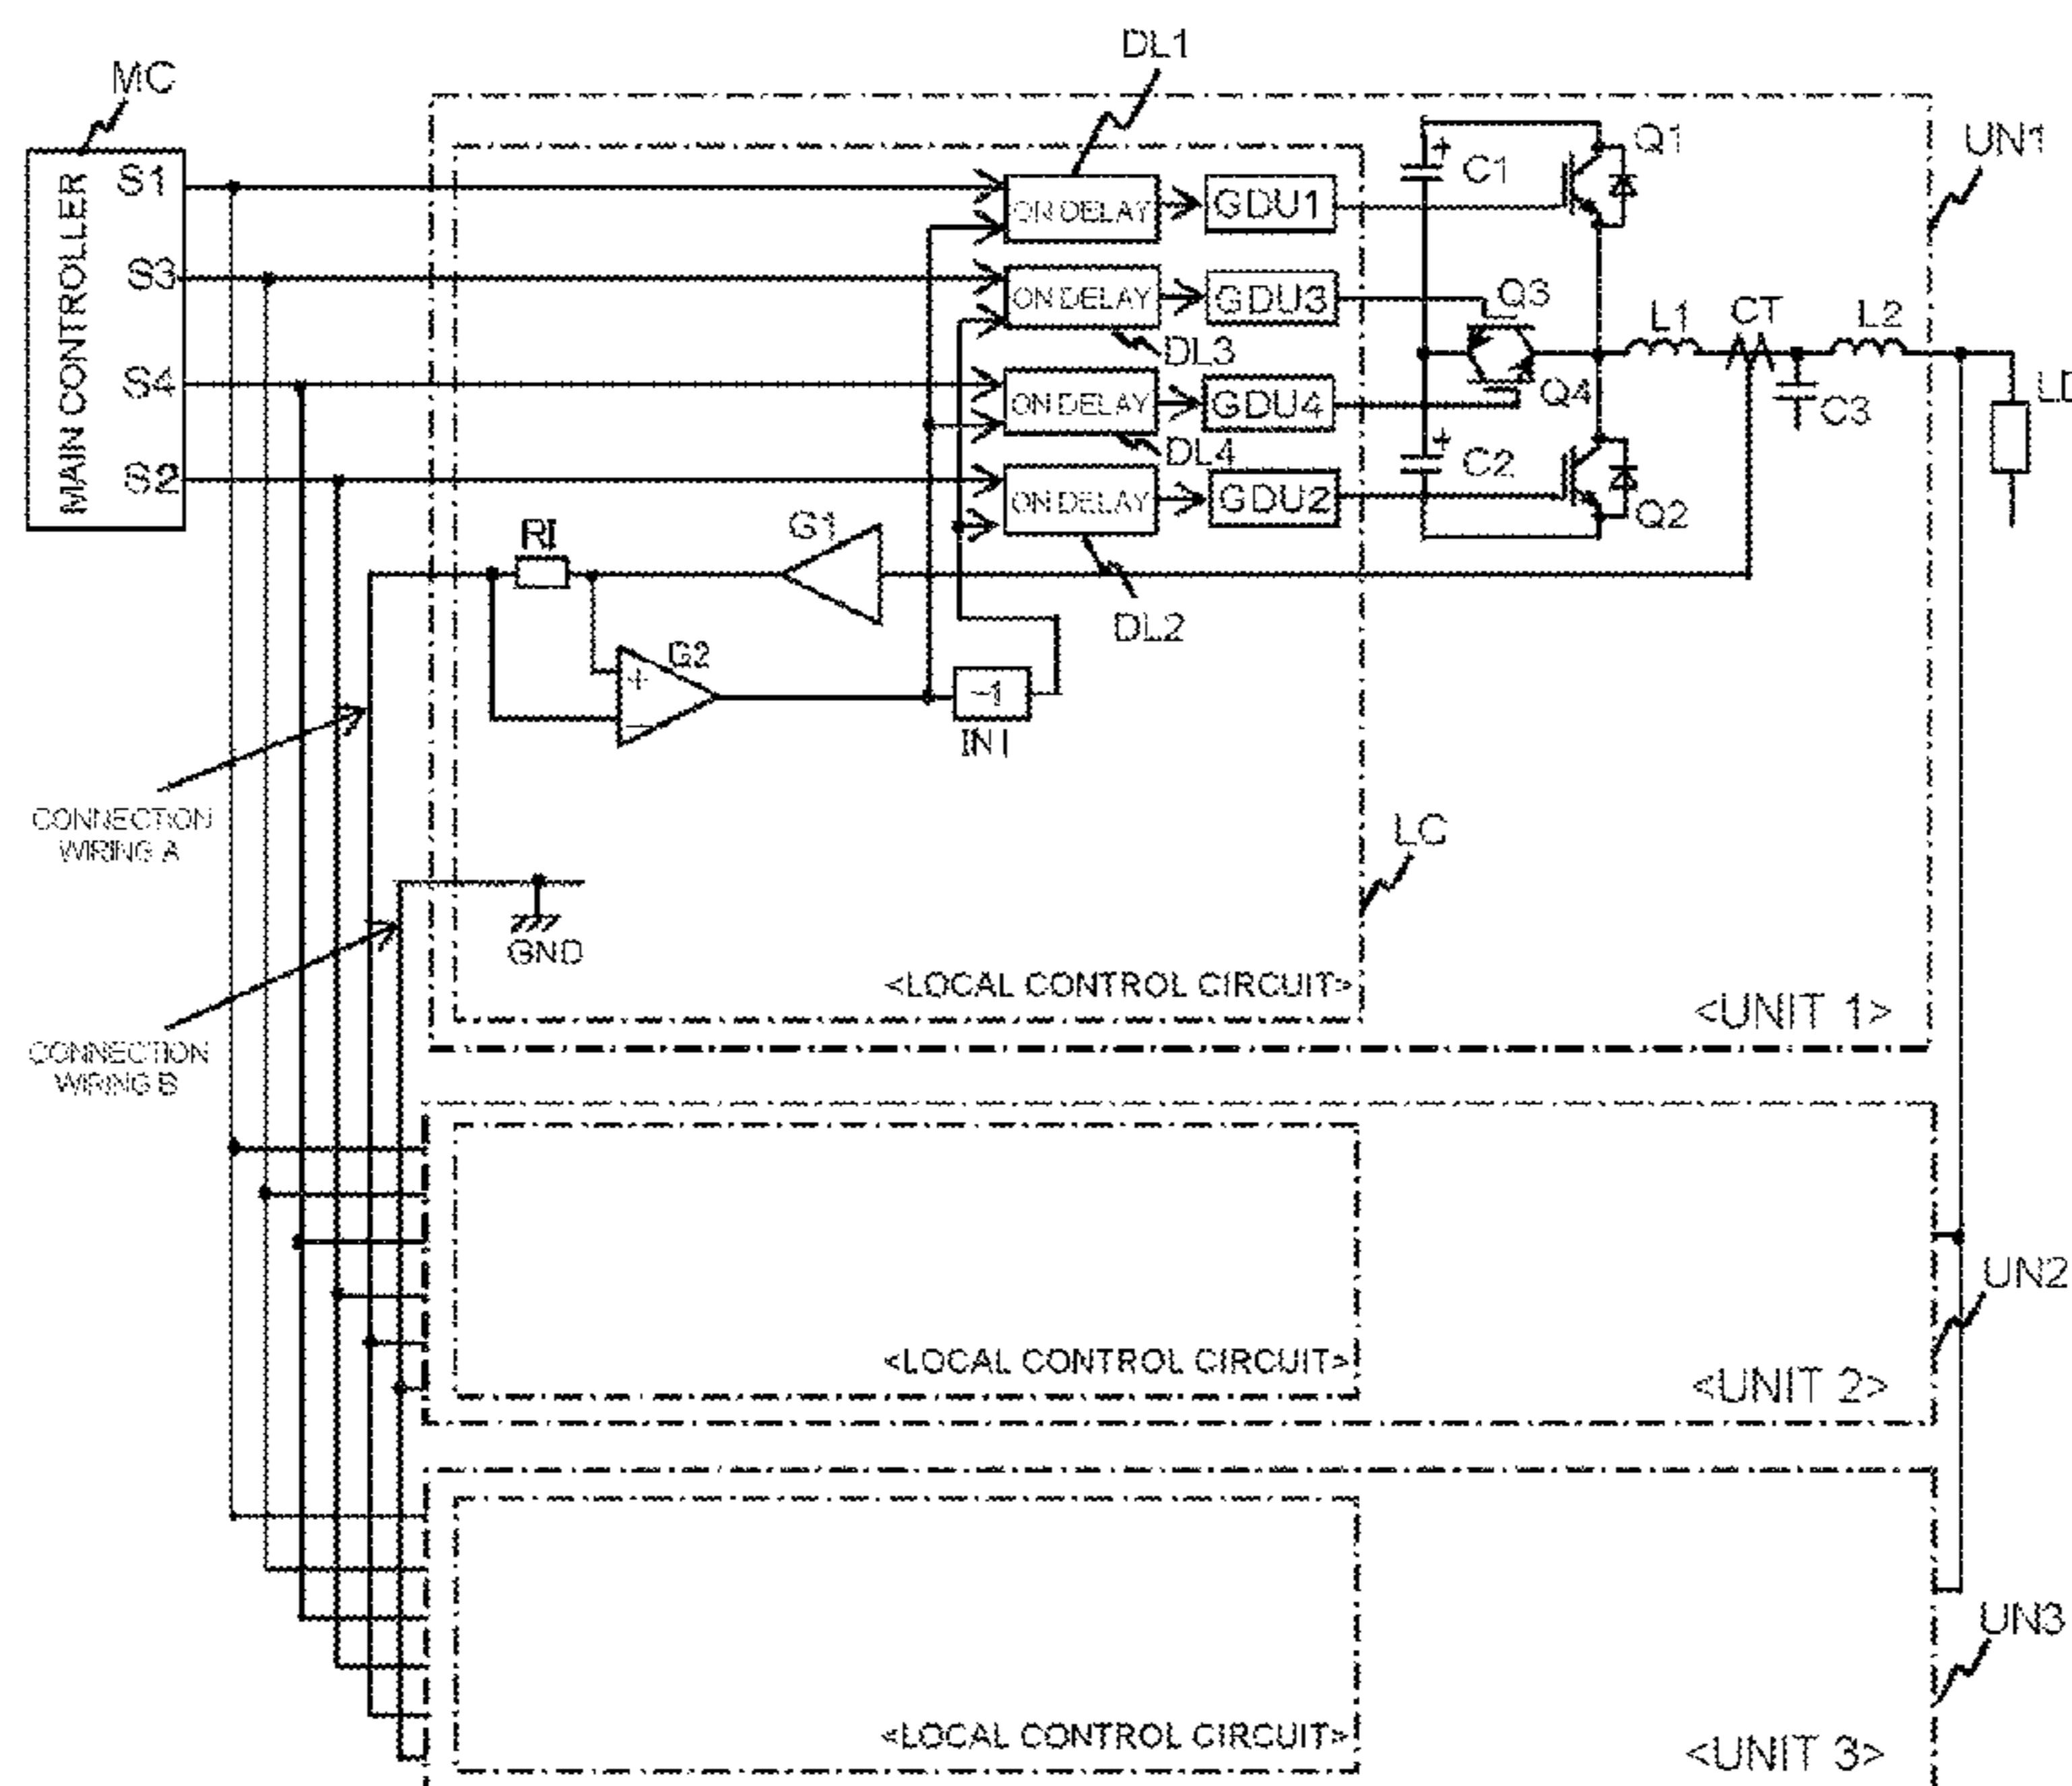 DL1
MC
MAIN CONTROLLER
S1
S3
S4
S2
ON DELAY
GDU1
ON DELAY
GDU3
DL3
ON DELAY
GDU4
DL4
ON DELAY
GDU2
DL2
C1
Q1
UN1
Q3
L1
CT
L2
Q4
C3
LD
C2
Q2
RI
G1
G2
+
−
-1
IN1
CONNECTION
WIRING A
LC
GND
<LOCAL CONTROL CIRCUIT>
<UNIT 1>
CONNECTION
WIRING B
UN2
<LOCAL CONTROL CIRCUIT>
<UNIT 2>
UN3
<LOCAL CONTROL CIRCUIT>
<UNIT 3>